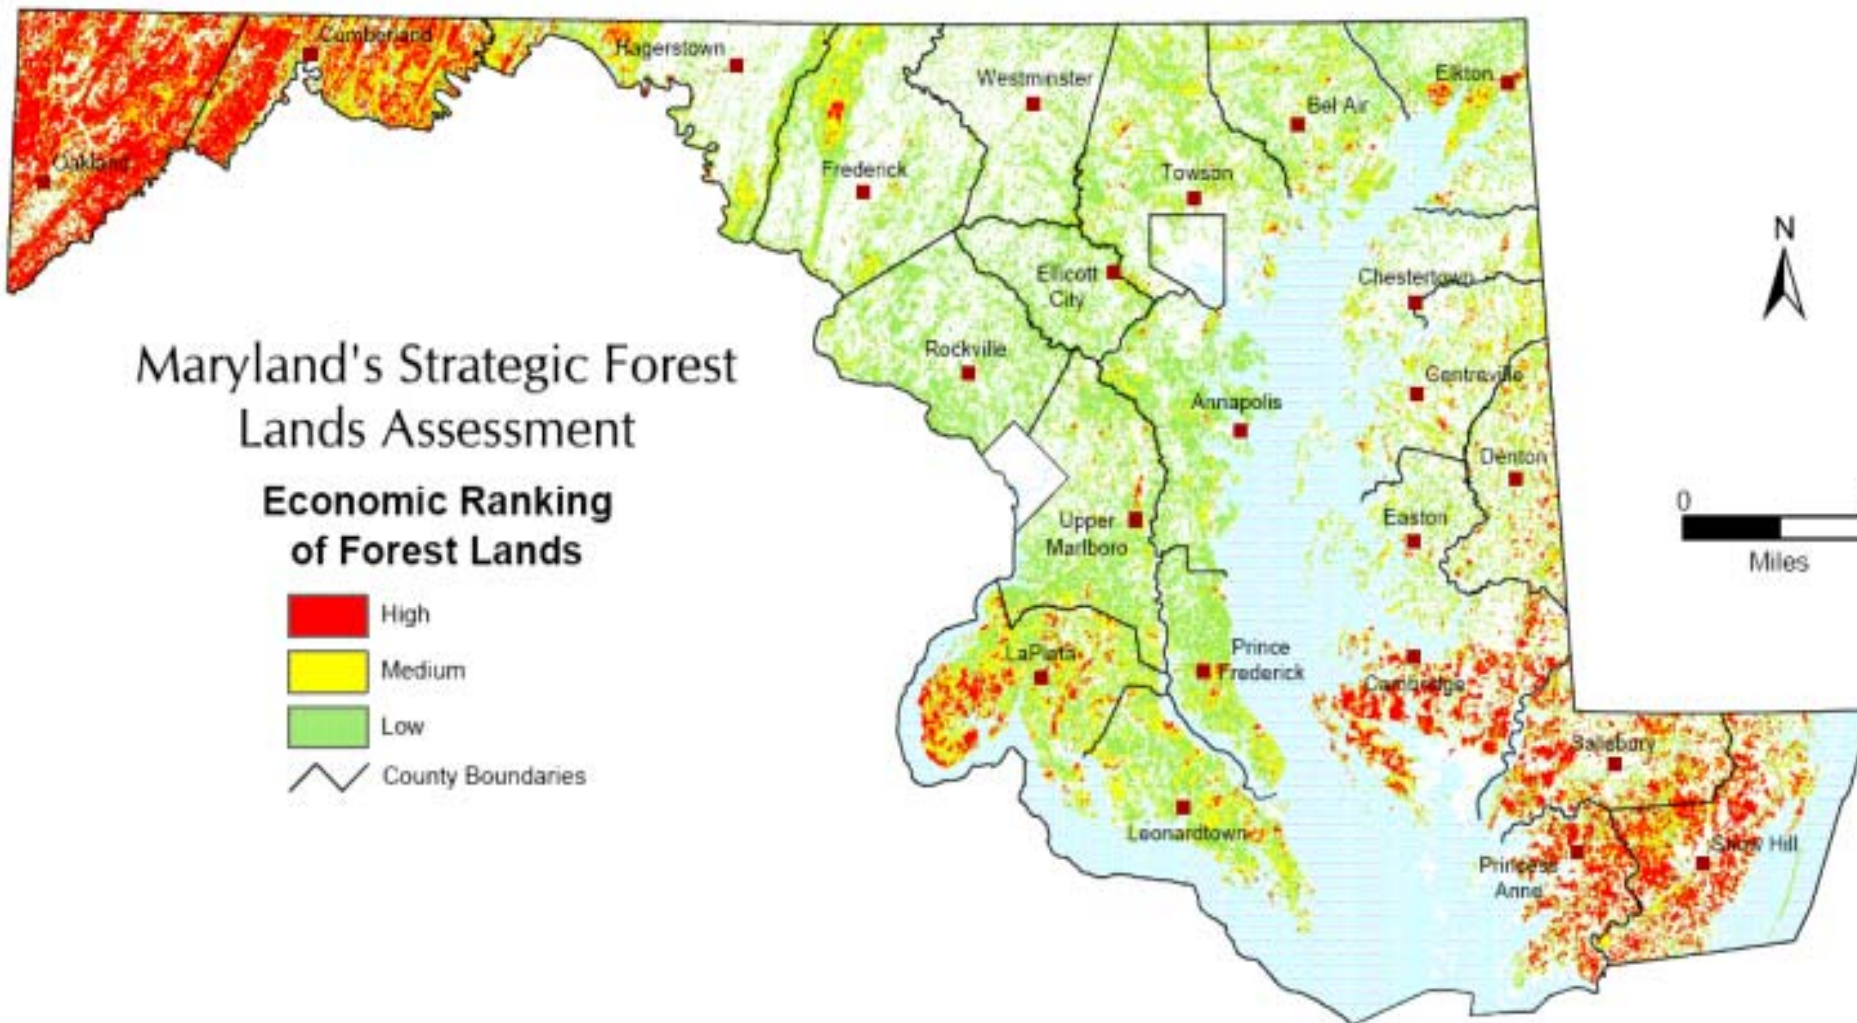 Cumberland
Hagerstown
Westminster
Elkton
Bel Air
Oakland
Frederick
Towson
N
Ellicott
City
Chestertown
Maryland's Strategic Forest
Lands Assessment
Rockville
Annapolis
Centreville
Denton
Economic Ranking
of Forest Lands
Upper
Marlboro
Easton
0
Miles
High
Medium
Low
County Boundaries
LaPlata
Prince
Frederick
Cambridge
Salisbury
Leonardtown
Princess
Anne
Snow Hill